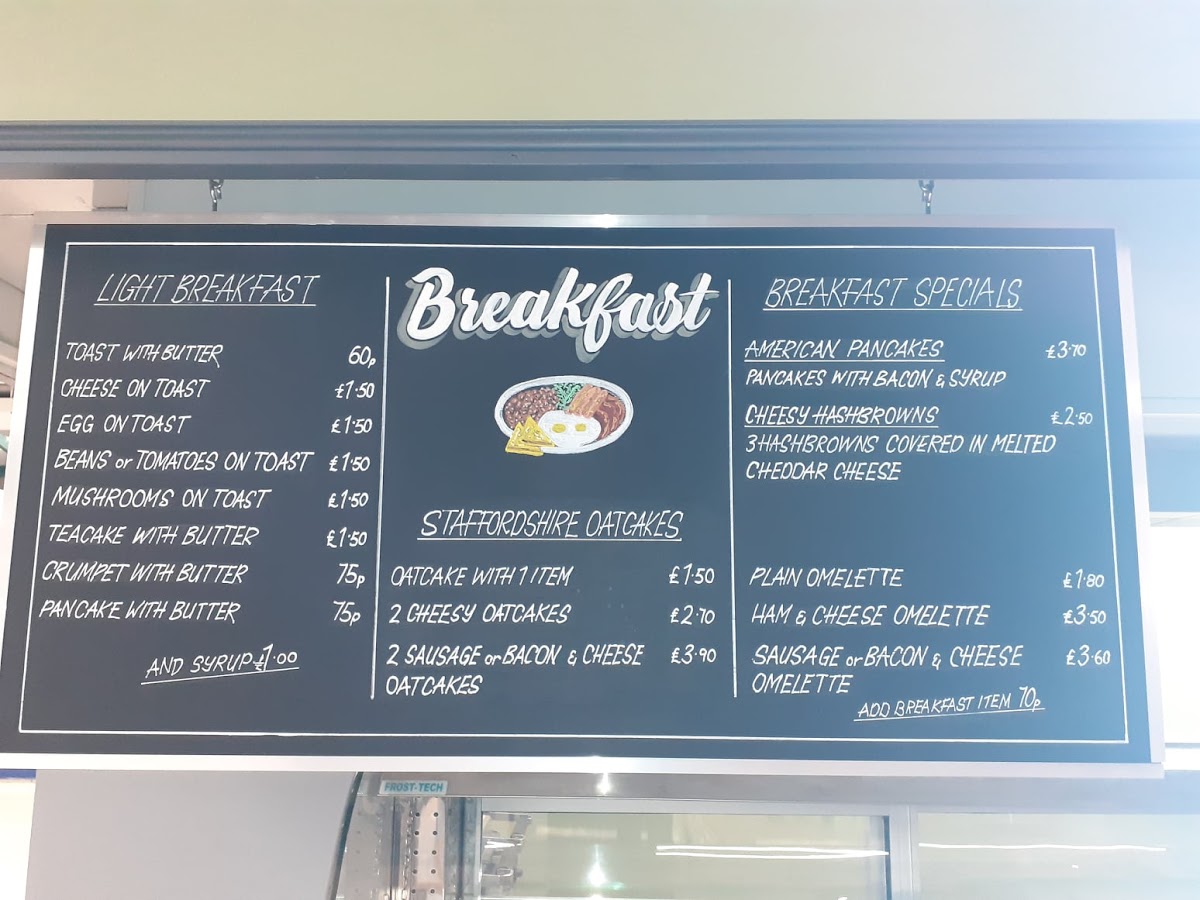 LIGHT BREAKFAST
TOAST WITH BUTTER 60p
CHEESE ON TOAST £1·50
EGG ON TOAST £1·50
BEANS or TOMATOES ON TOAST £1·50
MUSHROOMS ON TOAST £1·50
TEACAKE WITH BUTTER £1·50
CRUMPET WITH BUTTER 75p
PANCAKE WITH BUTTER 75p
AND SYRUP £1·00
Breakfast
STAFFORDSHIRE OATCAKES
OATCAKE WITH 1 ITEM £1·50
2 CHEESY OATCAKES £2·70
2 SAUSAGE or BACON & CHEESE £3·90
OATCAKES
BREAKFAST SPECIALS
AMERICAN PANCAKES £3·70
PANCAKES WITH BACON & SYRUP
CHEESY HASHBROWNS £2·50
3 HASHBROWNS COVERED IN MELTED
CHEDDAR CHEESE
PLAIN OMELETTE £1·80
HAM & CHEESE OMELETTE £3·50
SAUSAGE or BACON & CHEESE £3·60
OMELETTE
ADD BREAKFAST ITEM 70p
FROST-TECH